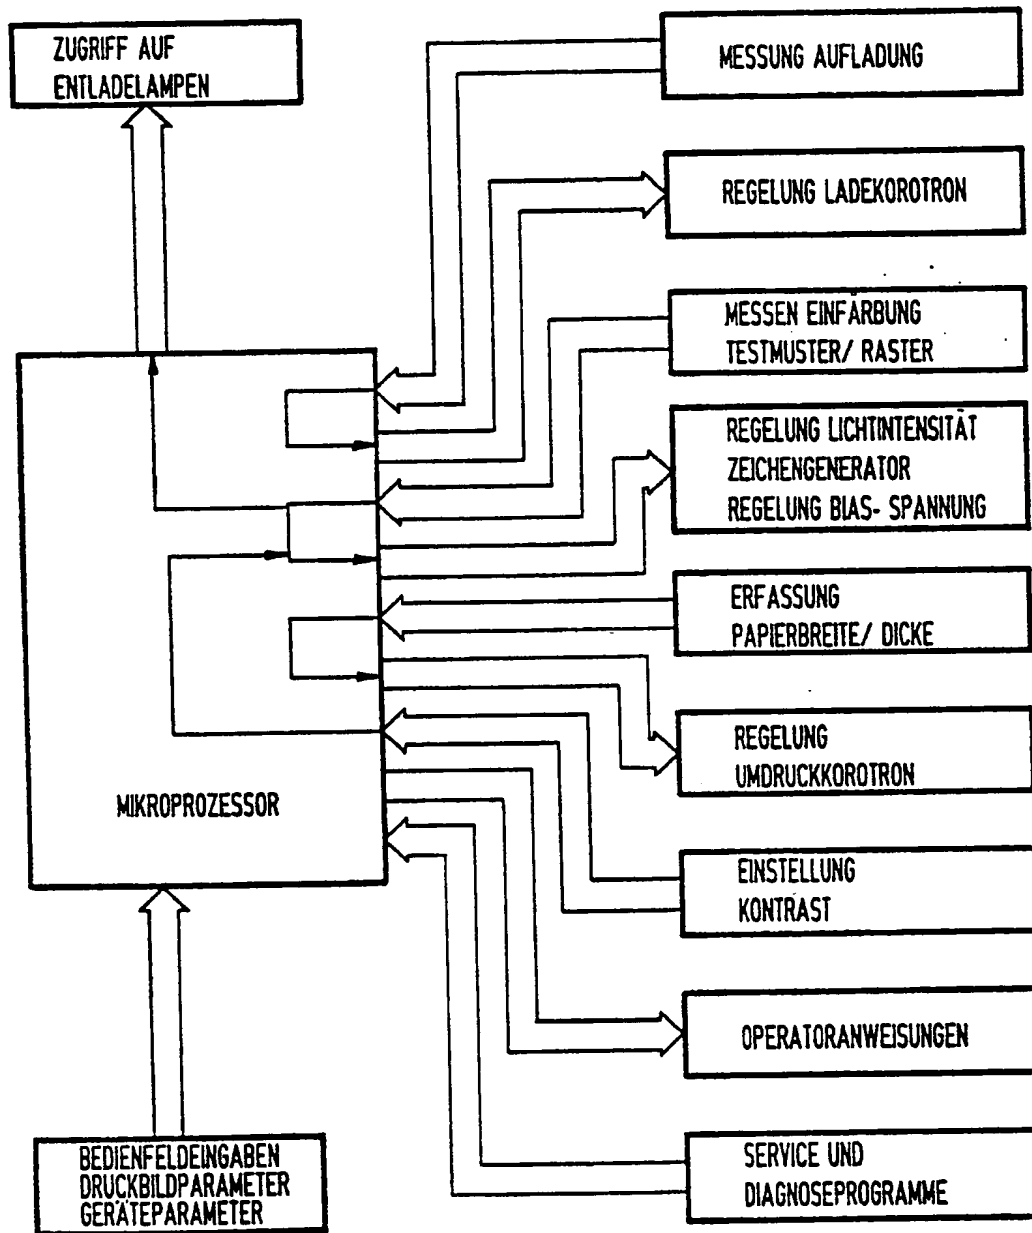 ZUGRIFF AUF
ENTLADELAMPEN
MESSUNG AUFLADUNG
REGELUNG LADEKOROTRON
MESSEN EINFÄRBUNG
TESTMUSTER/ RASTER
REGELUNG LICHTINTENSITÄT
ZEICHENGENERATOR
REGELUNG BIAS- SPANNUNG
ERFASSUNG
PAPIERBREITE/ DICKE
REGELUNG
UMDRUCKKOROTRON
MIKROPROZESSOR
EINSTELLUNG
KONTRAST
OPERATORANWEISUNGEN
BEDIENFELDEINGABEN
DRUCKBILDPARAMETER
GERÄTEPARAMETER
SERVICE UND
DIAGNOSEPROGRAMME